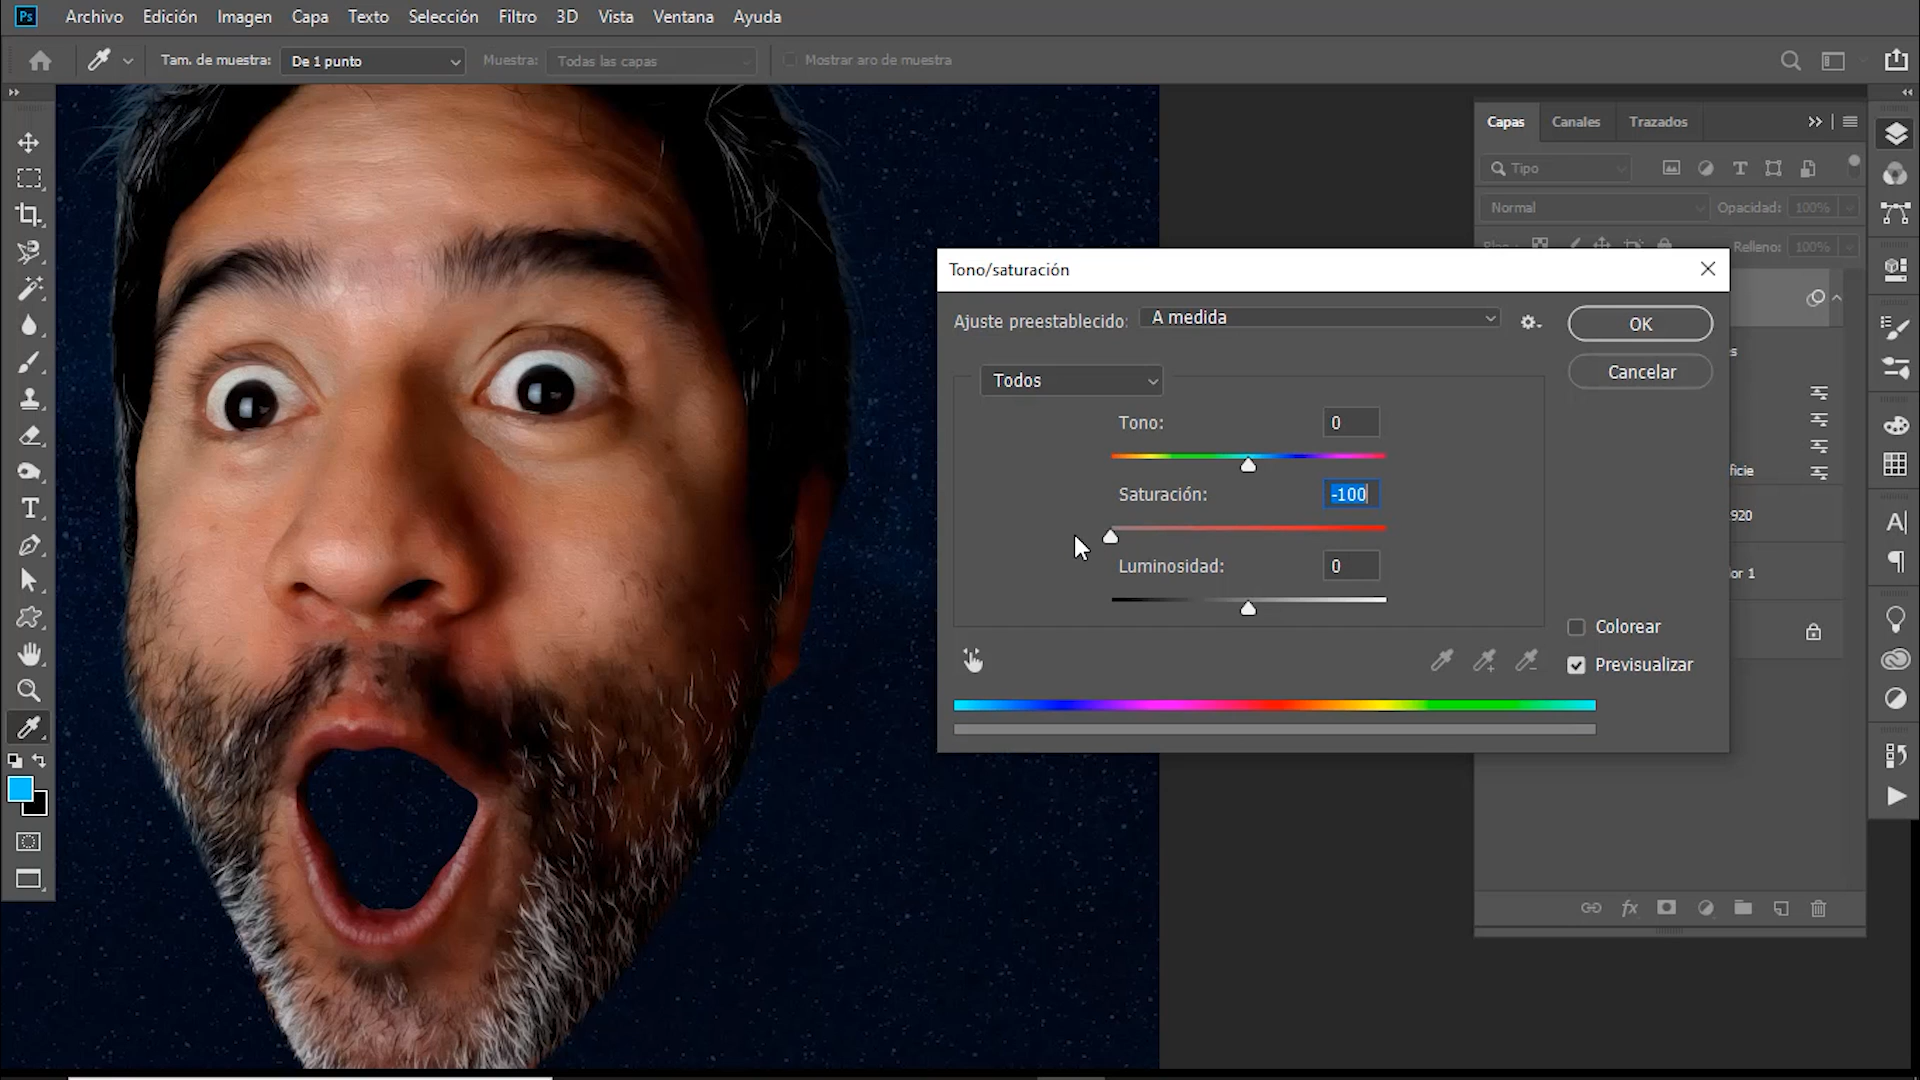 Ps Archivo Edición Imagen Capa Texto Selección Filtro 3D Vista Ventana Ayuda
Tam. de muestra: De 1 punto Muestra: Todas las capas Mostrar aro de muestra
Capas Canales Trazados
Tipo
Normal Opacidad: 100%
Relleno: 100%
Tono/saturación
Ajuste preestablecido: A medida
OK
Cancelar
Todos
Tono: 0
Saturación: -100
Luminosidad: 0
Colorear
Previsualizar
s
ficie
920
or 1
fx